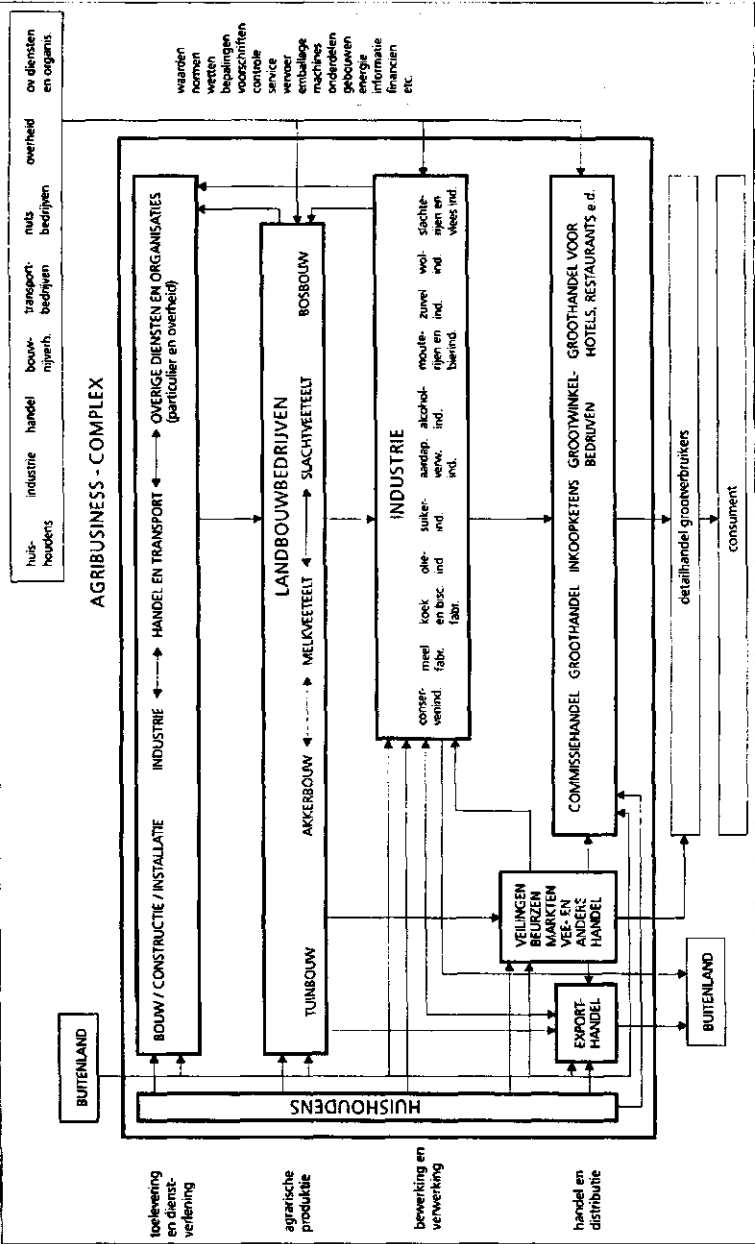 huis-
houdens
industrie
handel
bouw-
nijverh.
transport-
bedrijven
nuts
bedrijven
overheid
ov diensten
en organis.
waarden
normen
wetten
bepalingen
voorschriften
controle
service
vervoer
emballage
machines
onderdelen
gebouwen
energie
informatie
financien
etc.
AGRIBUSINESS - COMPLEX
BUITENLAND
toelevering
en dienst-
verlening
BOUW / CONSTRUCTIE / INSTALLATIE
INDUSTRIE
HANDEL EN TRANSPORT
OVERIGE DIENSTEN EN ORGANISATIES
(particulier en overheid)
HUISHOUDENS
agrarische
produktie
LANDBOUWBEDRIJVEN
TUINBOUW
AKKERBOUW
MELKVEETEELT
SLACHTVEETEELT
BOSBOUW
bewerking en
verwerking
INDUSTRIE
conser-
venind.
meel
fabr.
koek
en bisc.
fabr.
olie-
ind
suiker-
ind.
aardap.
verw.
ind.
alcohol-
ind.
moute-
rijen en
bierind.
zuivel
ind.
wol-
ind.
slachte-
rijen en
vlees ind.
handel en
distributie
EXPORT-
HANDEL
VEILINGEN
BEURZEN
MARKTEN
VEE- EN
ANDERS
HANDEL
COMMISSIEHANDEL
GROOTHANDEL
INKOOPKETENS
GROOTWINKEL-
BEDRIJVEN
GROOTHANDEL VOOR
HOTELS, RESTAURANTS e.d.
BUITENLAND
detailhandel grootverbruikers
consument